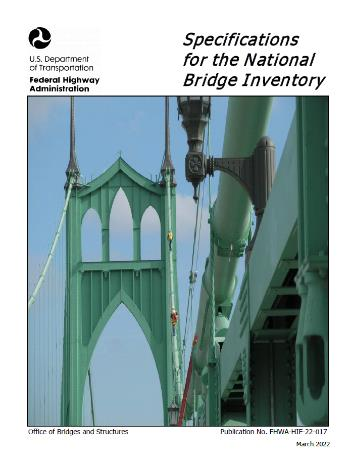 U.S. Department
of Transportation
Federal Highway
Administration
Specifications
for the National
Bridge Inventory
Office of Bridges and Structures
Publication No. FHWA-HIF-22-017
March 2022